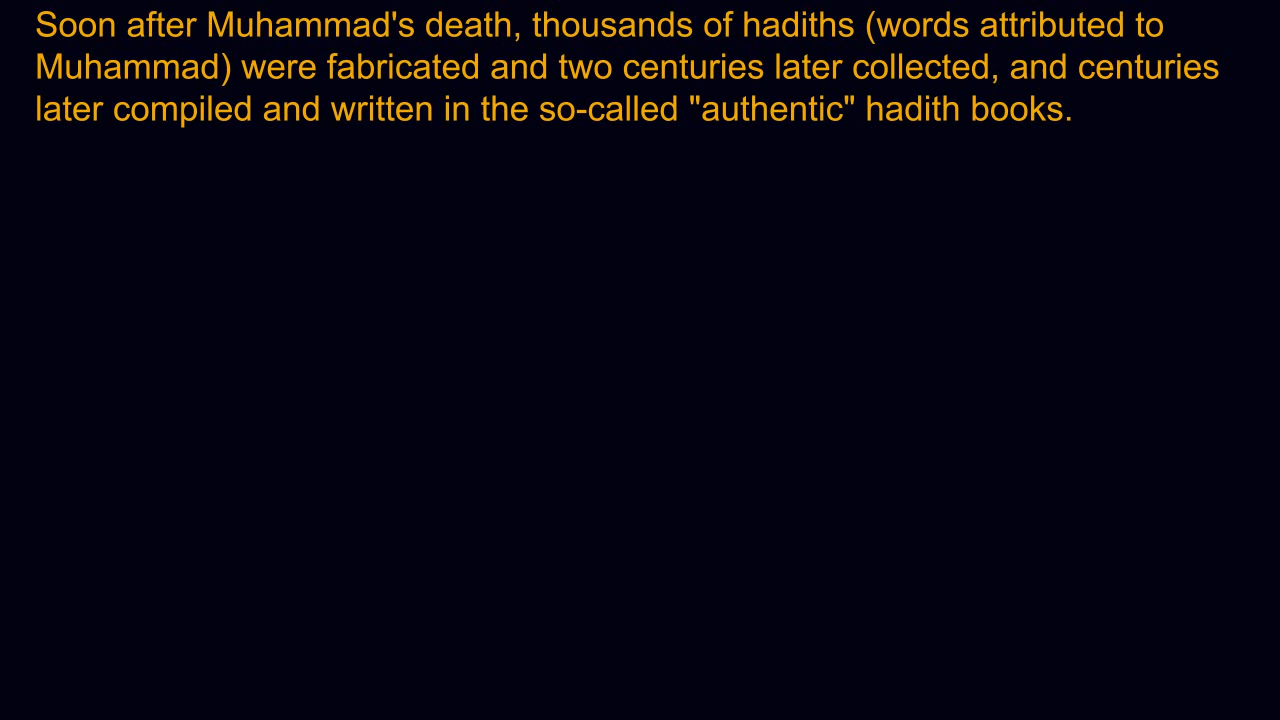 Soon after Muhammad's death, thousands of hadiths (words attributed to
Muhammad) were fabricated and two centuries later collected, and centuries
later compiled and written in the so-called "authentic" hadith books.